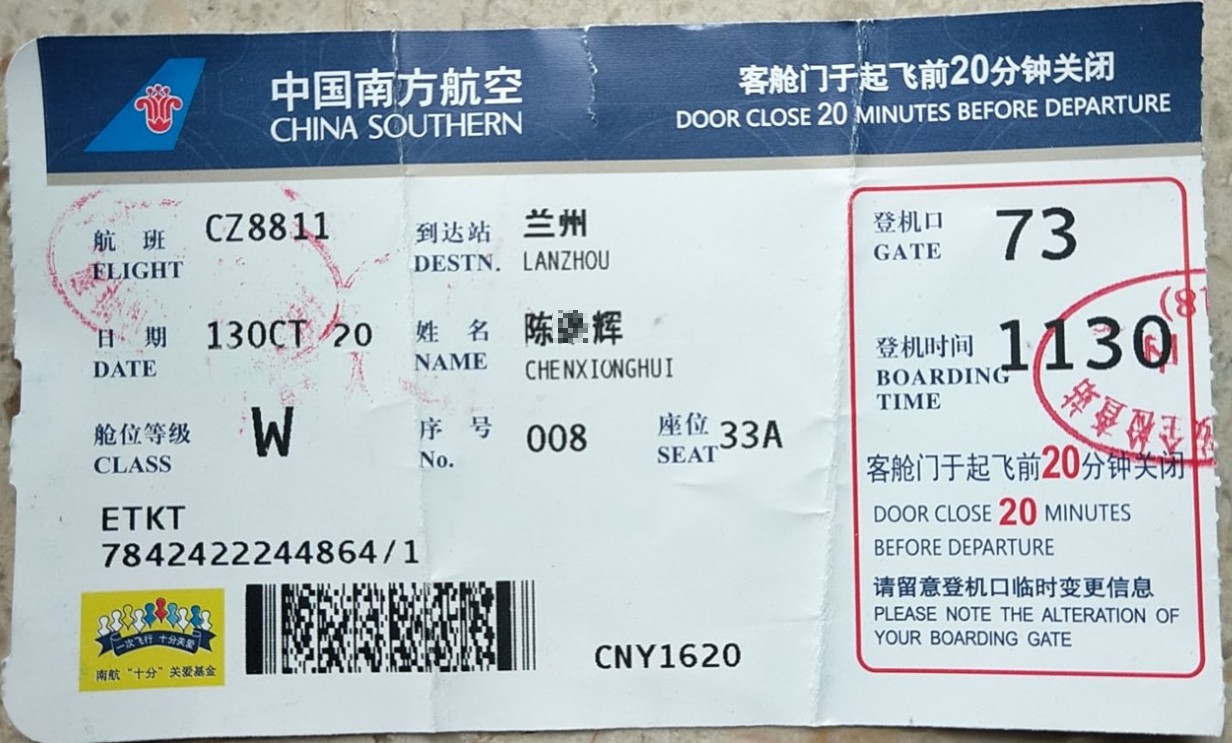 中国南方航空
CHINA SOUTHERN
客舱门于起飞前20分钟关闭
DOOR CLOSE 20 MINUTES BEFORE DEPARTURE
航 班 CZ8811
FLIGHT
到达站 兰州
DESTN. LANZHOU
日 期 13OCT 20
DATE
姓 名 陈 辉
NAME CHENXIONGHUI
舱位等级 W
CLASS
序 号 008
No.
座位 33A
SEAT
ETKT
7842422244864/1
一次飞行 十分关爱
南航“十分”关爱基金
CNY1620
登机口 73
GATE
登机时间 1130
BOARDING
TIME
客舱门于起飞前20分钟关闭
DOOR CLOSE 20 MINUTES
BEFORE DEPARTURE
请留意登机口临时变更信息
PLEASE NOTE THE ALTERATION OF
YOUR BOARDING GATE